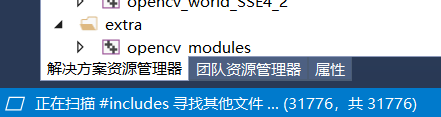 opencv_world_SSE4_2
extra
opencv_modules
解决方案资源管理器 团队资源管理器 属性
正在扫描 #includes 寻找其他文件 ... (31776，共 31776)